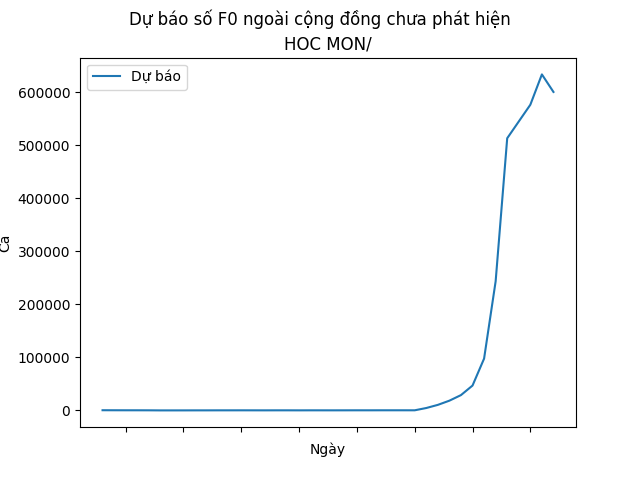 Dự báo số F0 ngoài cộng đồng chưa phát hiện
HOC MON/
Dự báo
600000
500000
400000
300000
200000
100000
0
Ca
Ngày